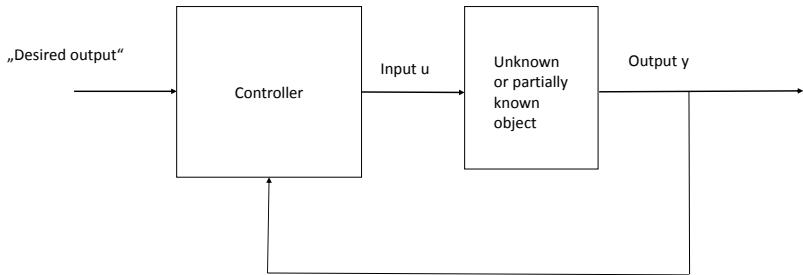 „Desired output“
Controller
Input u
Unknown
or partially
known
object
Output y